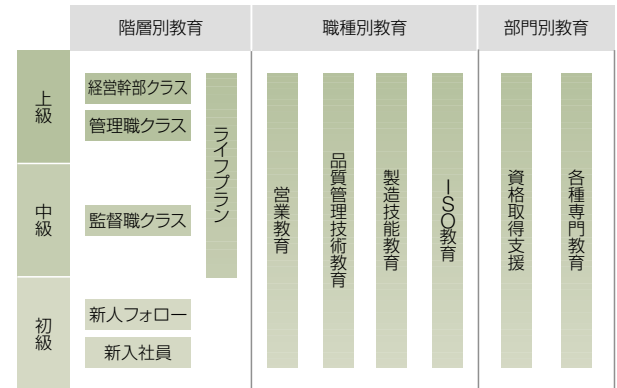 階層別教育
職種別教育
部門別教育
上級
中級
初級
経営幹部クラス
管理職クラス
監督職クラス
新人フォロー
新入社員
ライフプラン
営業教育
品質管理技術教育
製造技能教育
ISO教育
資格取得支援
各種専門教育